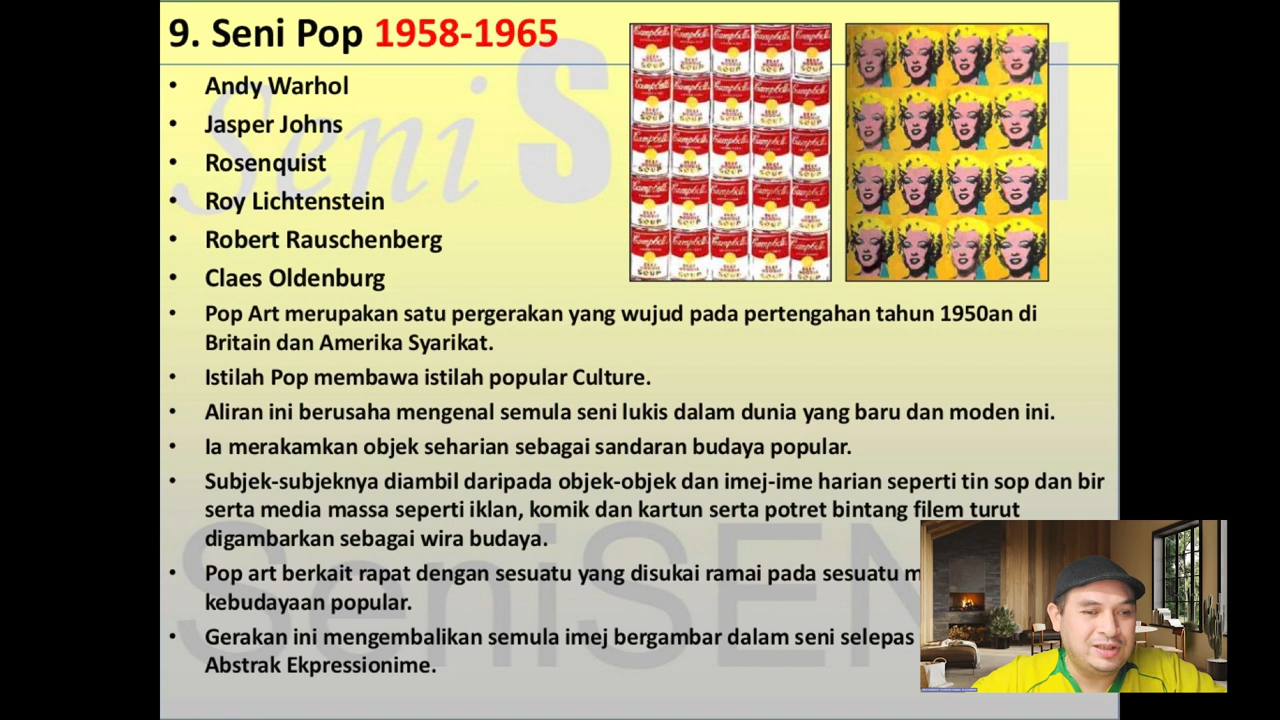 9. Seni Pop 1958-1965
• Andy Warhol
• Jasper Johns
• Rosenquist
• Roy Lichtenstein
• Robert Rauschenberg
• Claes Oldenburg
• Pop Art merupakan satu pergerakan yang wujud pada pertengahan tahun 1950an di
Britain dan Amerika Syarikat.
• Istilah Pop membawa istilah popular Culture.
• Aliran ini berusaha mengenal semula seni lukis dalam dunia yang baru dan moden ini.
• Ia merakamkan objek seharian sebagai sandaran budaya popular.
• Subjek-subjeknya diambil daripada objek-objek dan imej-ime harian seperti tin sop dan bir
serta media massa seperti iklan, komik dan kartun serta potret bintang filem turut
digambarkan sebagai wira budaya.
• Pop art berkait rapat dengan sesuatu yang disukai ramai pada sesuatu
kebudayaan popular.
• Gerakan ini mengembalikan semula imej bergambar dalam seni selepas
Abstrak Ekpressionime.